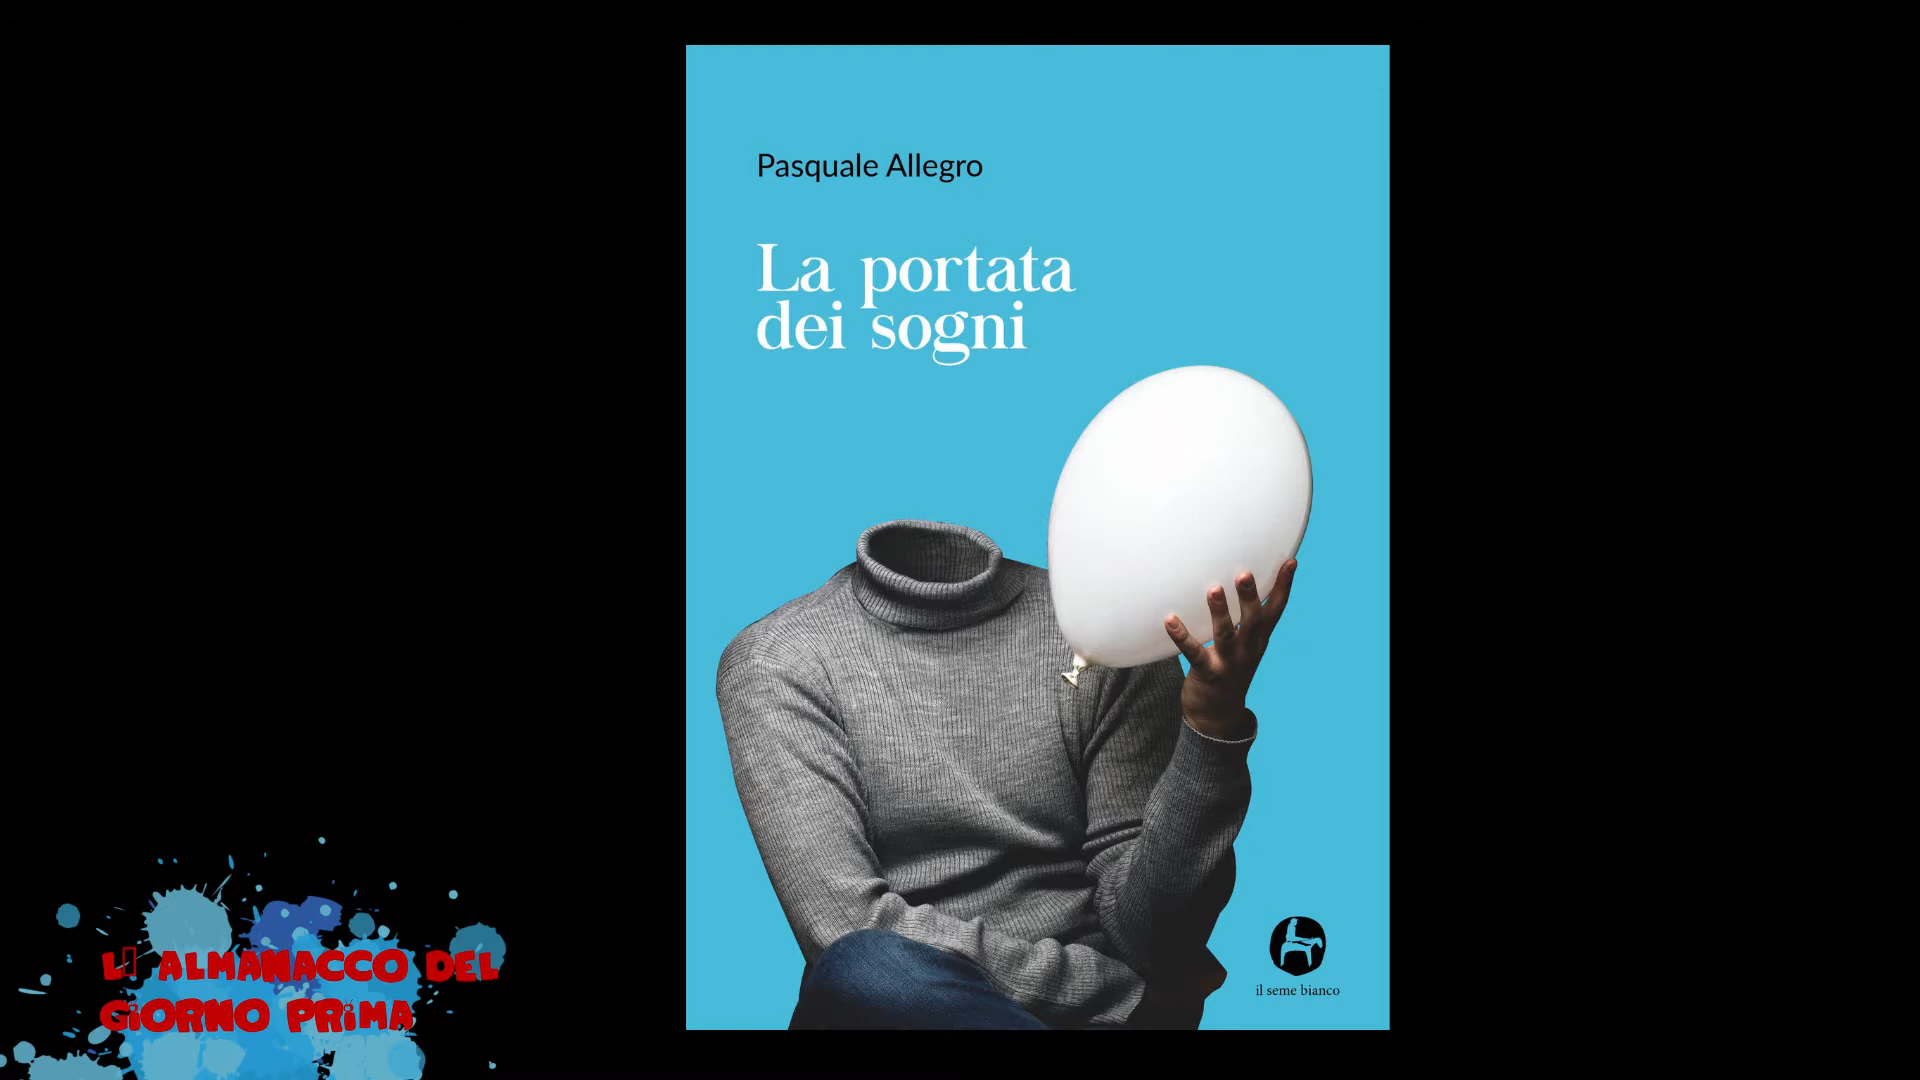 Pasquale Allegro
La portata
dei sogni
il seme bianco
L' ALMANACCO DEL
GIORNO PRIMA